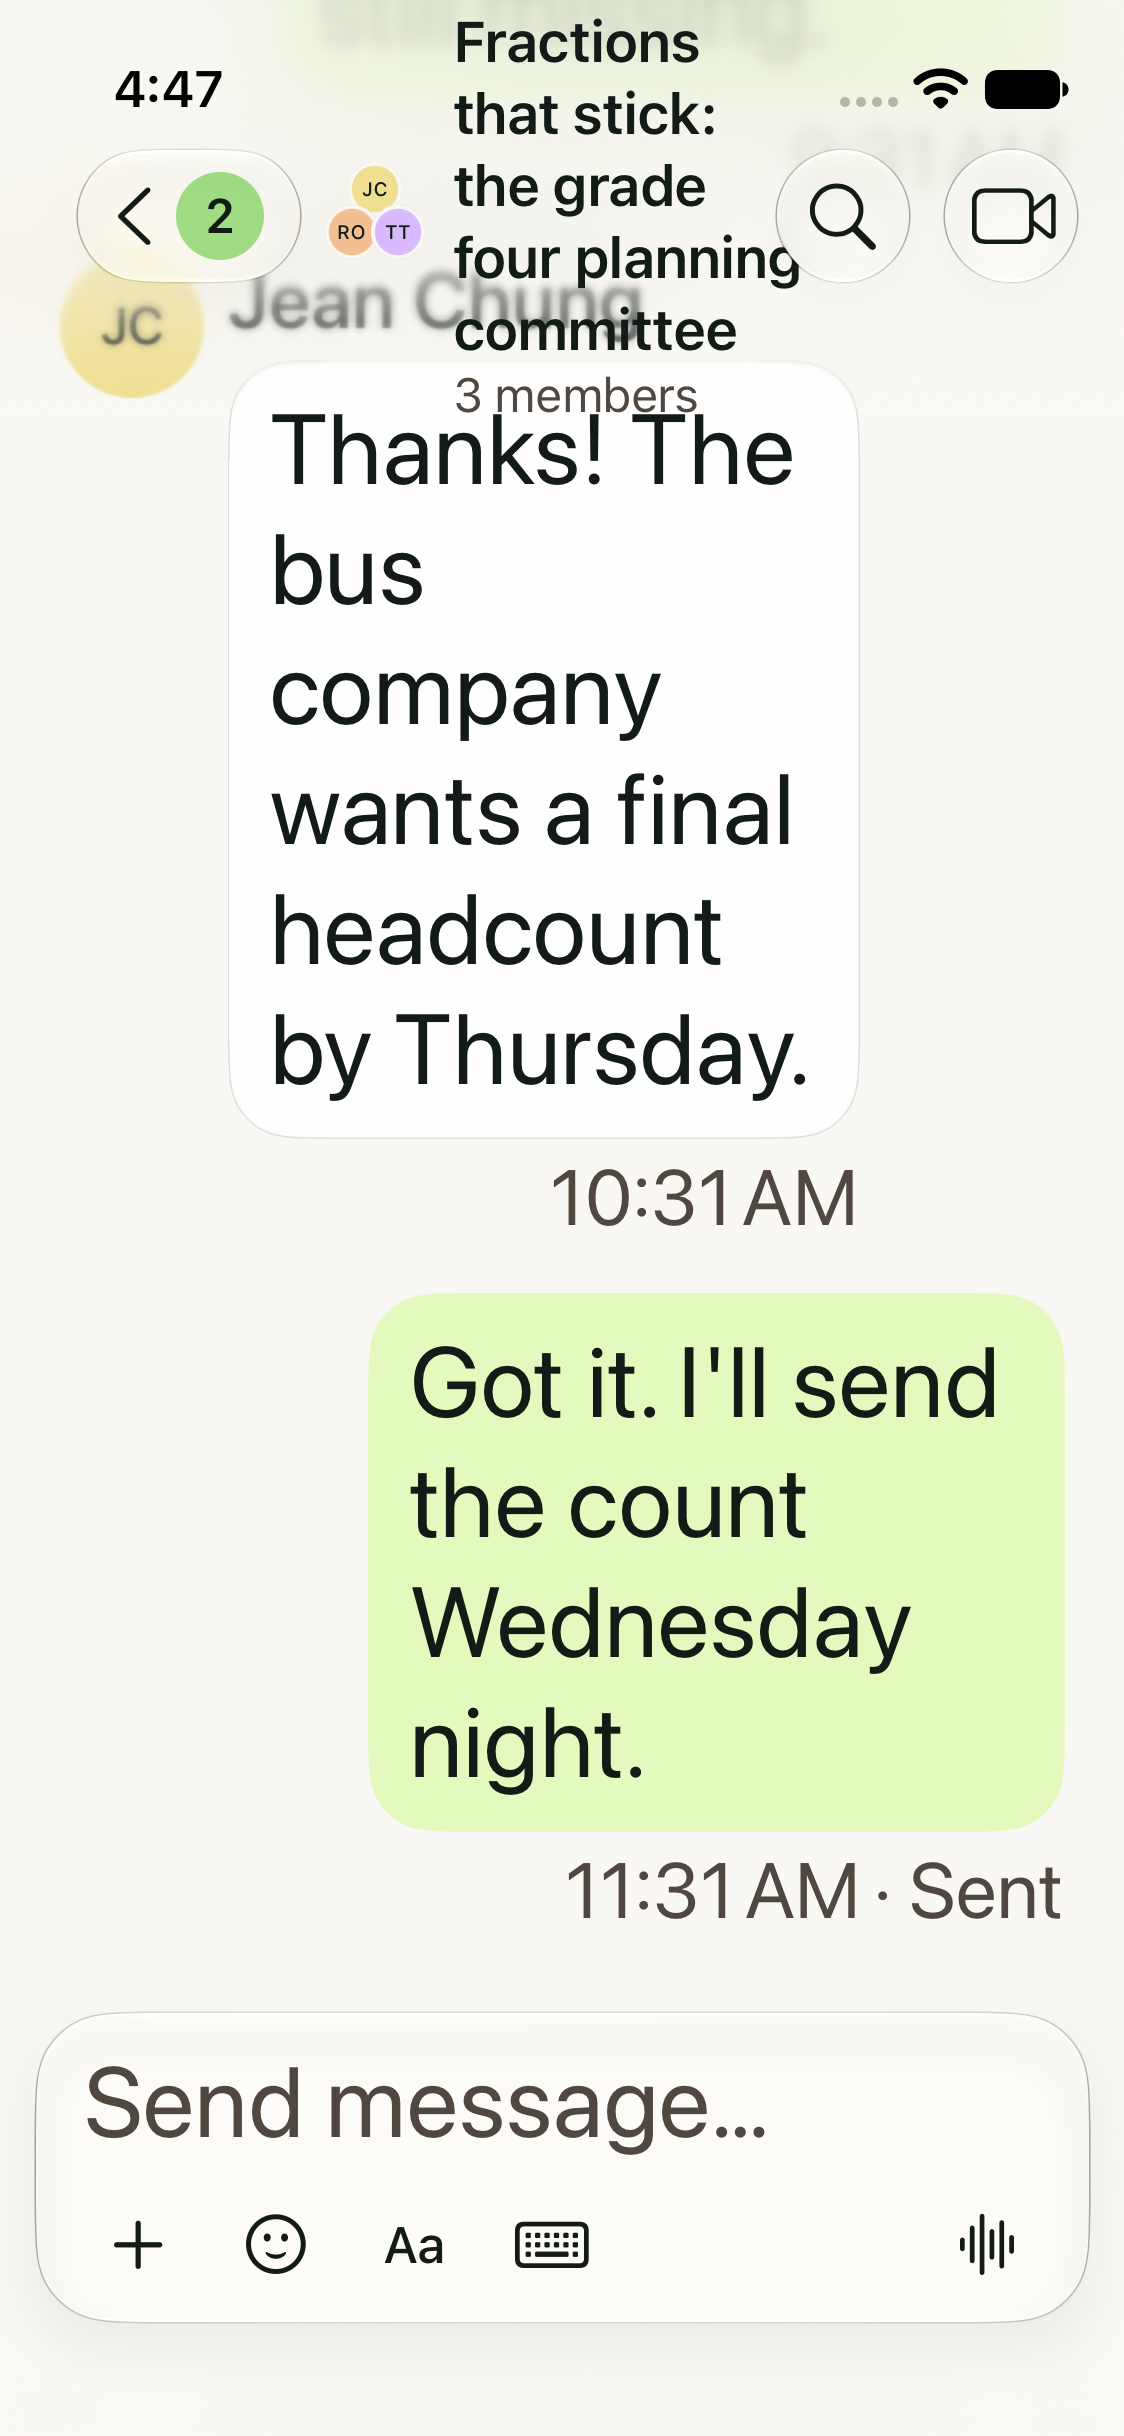 still missing.
4:47
Fractions
that stick:
the grade
four planning
committee
3 members
2
JC
RO
TT
JC
Jean Chung
Thanks! The
bus
company
wants a final
headcount
by Thursday.
10:31 AM
Got it. I'll send
the count
Wednesday
night.
11:31 AM · Sent
Send message...
Aa